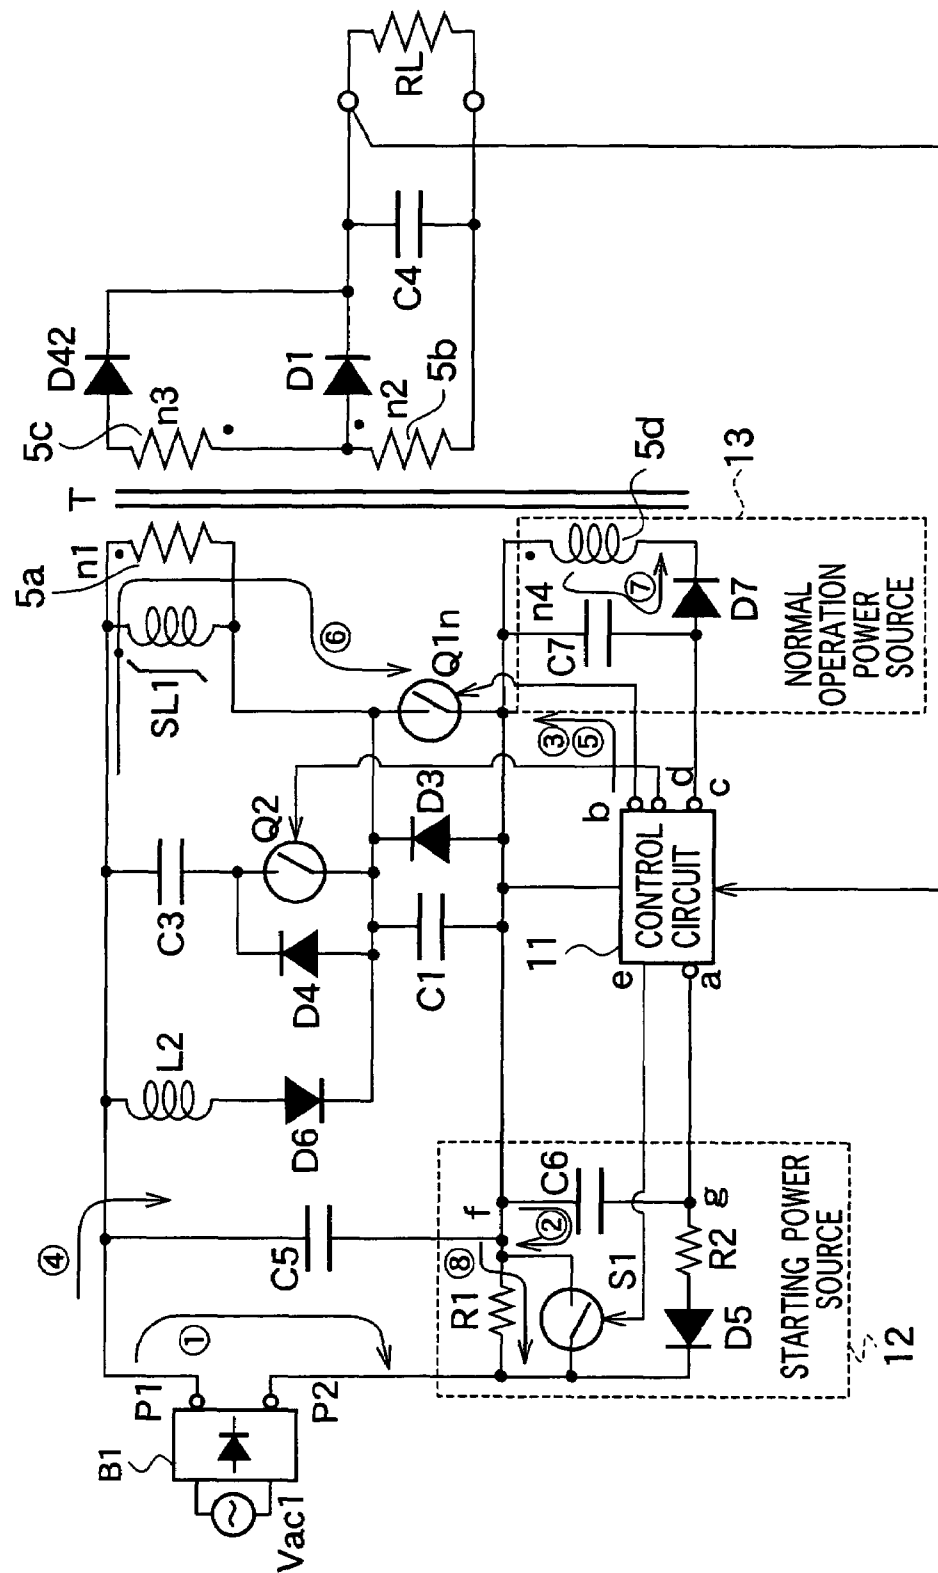 Vac1
B1
P1
P2
①
④
C5
L2
D6
D4
C3
Q2
C1
D3
SL1
⑥
Q1n
5a
n1
T
5c
n3
D42
D1
n2
5b
C4
RL
f
⑧
R1
②
C6
S1
g
R2
D5
STARTING POWER
SOURCE
12
e
a
11
CONTROL
CIRCUIT
b
d
c
③
⑤
n4
⑦
C7
D7
5d
13
NORMAL
OPERATION
POWER
SOURCE